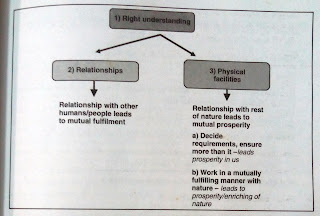 1) Right understanding
2) Relationships
3) Physical
facilities
Relationship with other
humans/people leads
to mutual fulfilment
Relationship with rest
of nature leads to
mutual prosperity
a) Decide
requirements, ensure
more than it –leads
prosperity in us
b) Work in a mutually
fulfilling manner with
nature – leads to
prosperity/enriching of
nature